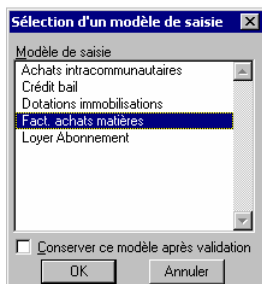 Sélection d'un modèle de saisie
Modèle de saisie
Achats intracommunautaires
Crédit bail
Dotations immobilisations
Fact. achats matières
Loyer Abonnement
Conserver ce modèle après validation
OK
Annuler